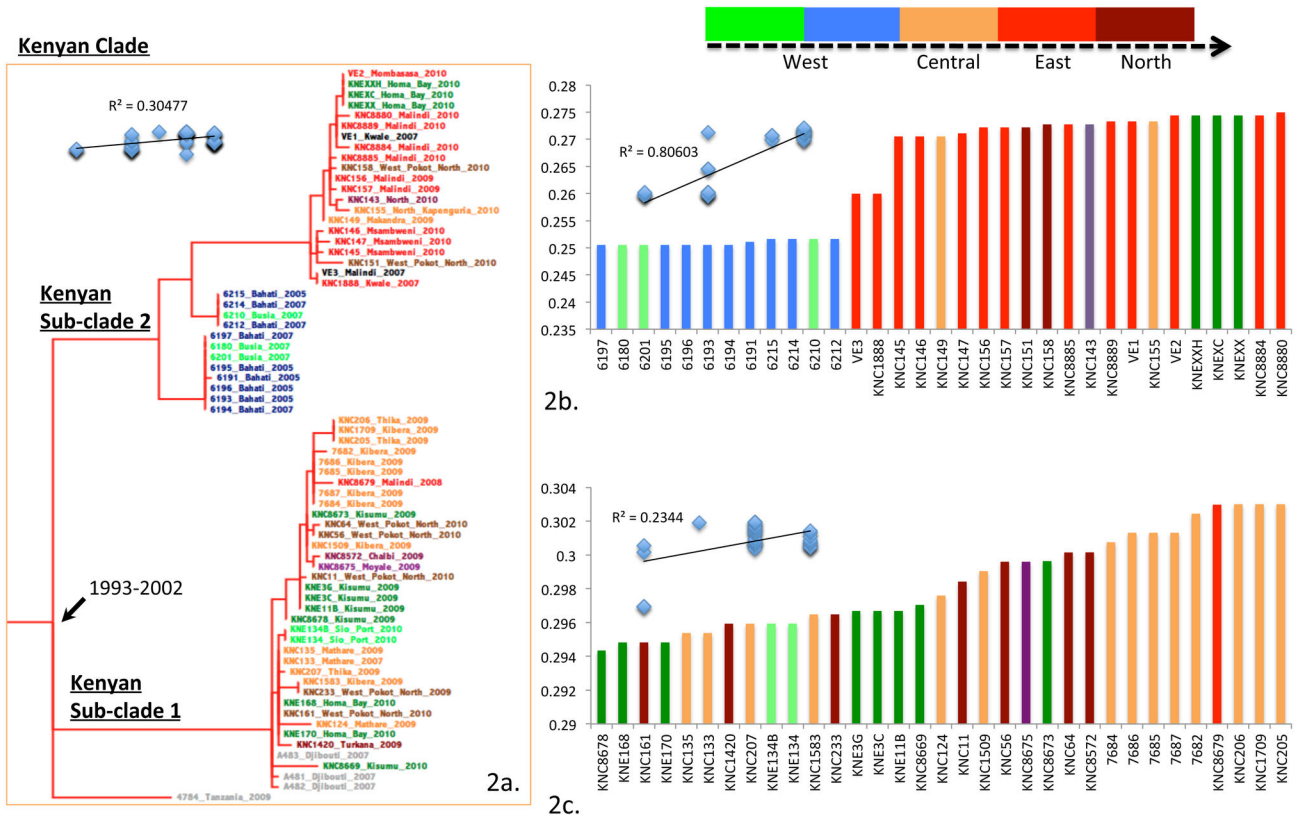 Kenyan Clade
R² = 0.30477
VE2_Mombasasa_2010
KNEXXH_Homa_Bay_2010
KNEXC_Homa_Bay_2010
KNEXX_Homa_Bay_2010
KNC8880_Malindi_2010
KNC8889_Malindi_2010
VE1_Kwale_2007
KNC8884_Malindi_2010
KNC8885_Malindi_2010
KNC158_West_Pokot_North_2010
KNC156_Malindi_2009
KNC157_Malindi_2009
KNC143_North_2010
KNC155_North_Kapenguria_2010
KNC149_Makandra_2009
KNC146_Msambweni_2010
KNC147_Msambweni_2010
KNC145_Msambweni_2010
KNC151_West_Pokot_North_2010
VE3_Malindi_2007
KNC1888_Kwale_2007
Kenyan
Sub-clade 2
6215_Bahati_2005
6214_Bahati_2007
6210_Busia_2007
6212_Bahati_2007
6197_Bahati_2007
6180_Busia_2007
6201_Busia_2007
6195_Bahati_2005
6191_Bahati_2005
6196_Bahati_2005
6193_Bahati_2005
6194_Bahati_2007
KNC206_Thika_2009
KNC1709_Kibera_2009
KNC205_Thika_2009
7682_Kibera_2009
7686_Kibera_2009
7685_Kibera_2009
KNC8679_Malindi_2008
7687_Kibera_2009
7684_Kibera_2009
KNC8673_Kisumu_2009
KNC64_West_Pokot_North_2010
KNC56_West_Pokot_North_2010
KNC1509_Kibera_2009
KNC8572_Chalbi_2009
KNC8675_Moyale_2009
KNC11_West_Pokot_North_2010
KNE3G_Kisumu_2009
KNE3C_Kisumu_2009
KNE11B_Kisumu_2009
KNC8678_Kisumu_2009
KNE134B_Sio_Port_2010
KNE134_Sio_Port_2010
KNC135_Mathare_2009
KNC133_Mathare_2007
KNC207_Thika_2009
KNC1583_Kibera_2009
KNC233_West_Pokot_North_2009
KNE168_Homa_Bay_2010
KNC161_West_Pokot_North_2010
KNC124_Mathare_2009
KNE170_Homa_Bay_2010
KNC1420_Turkana_2009
A483_Djibouti_2007
KNC8669_Kisumu_2010
A481_Djibouti_2007
A482_Djibouti_2007
4784_Tanzania_2009
1993-2002
Kenyan
Sub-clade 1
2a.
West Central East North
0.28
0.275
0.27
0.265
0.26
0.255
0.25
0.245
0.24
0.235
R² = 0.80603
6197 6180 6201 6195 6196 6193 6194 6191 6215 6214 6210 6212 VE3 KNC1888 KNC145 KNC146 KNC149 KNC147 KNC156 KNC157 KNC151 KNC158 KNC8885 KNC143 KNC8889 VE1 KNC155 VE2 KNEXXH KNEXC KNEXX KNC8884 KNC8880
2b.
0.304
0.302
0.3
0.298
0.296
0.294
0.292
0.29
R² = 0.2344
KNC8678 KNE168 KNC161 KNE170 KNC135 KNC133 KNC1420 KNC207 KNE134B KNE134 KNC1583 KNC233 KNE3G KNE3C KNE11B KNC8669 KNC124 KNC11 KNC1509 KNC56 KNC8675 KNC8673 KNC64 KNC8572 7684 7686 7685 7687 7682 KNC8679 KNC206 KNC1709 KNC205
2c.